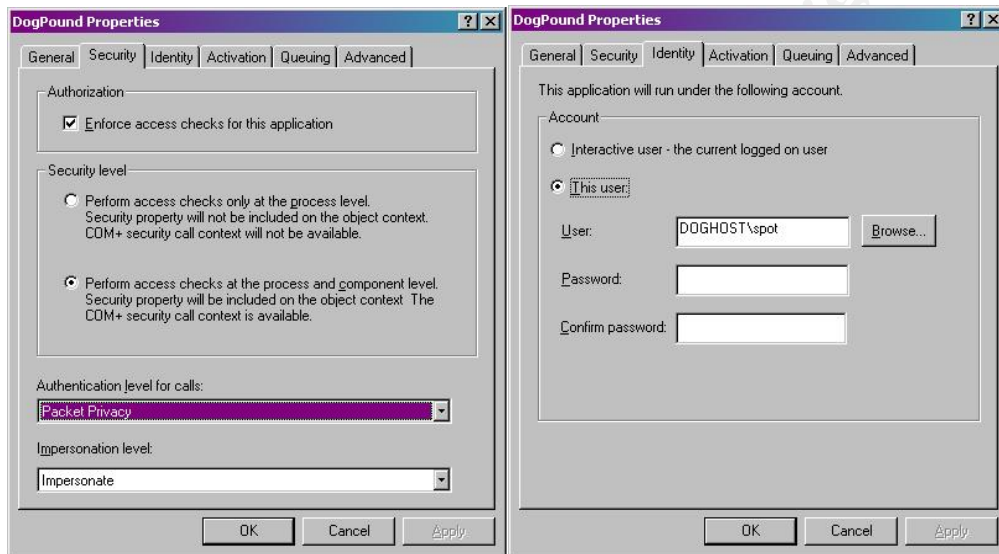 DogPound Properties
General Security Identity Activation Queuing Advanced
Authorization
Enforce access checks for this application
Security level
Perform access checks only at the process level.
Security property will not be included on the object context.
COM+ security call context will not be available.
Perform access checks at the process and component level.
Security property will be included on the object context The
COM+ security call context is available.
Authentication level for calls:
Packet Privacy
Impersonation level:
Impersonate
OK Cancel Apply
DogPound Properties
General Security Identity Activation Queuing Advanced
This application will run under the following account.
Account
Interactive user - the current logged on user
This user:
User: DOGHOST\spot Browse...
Password:
Confirm password:
OK Cancel Apply